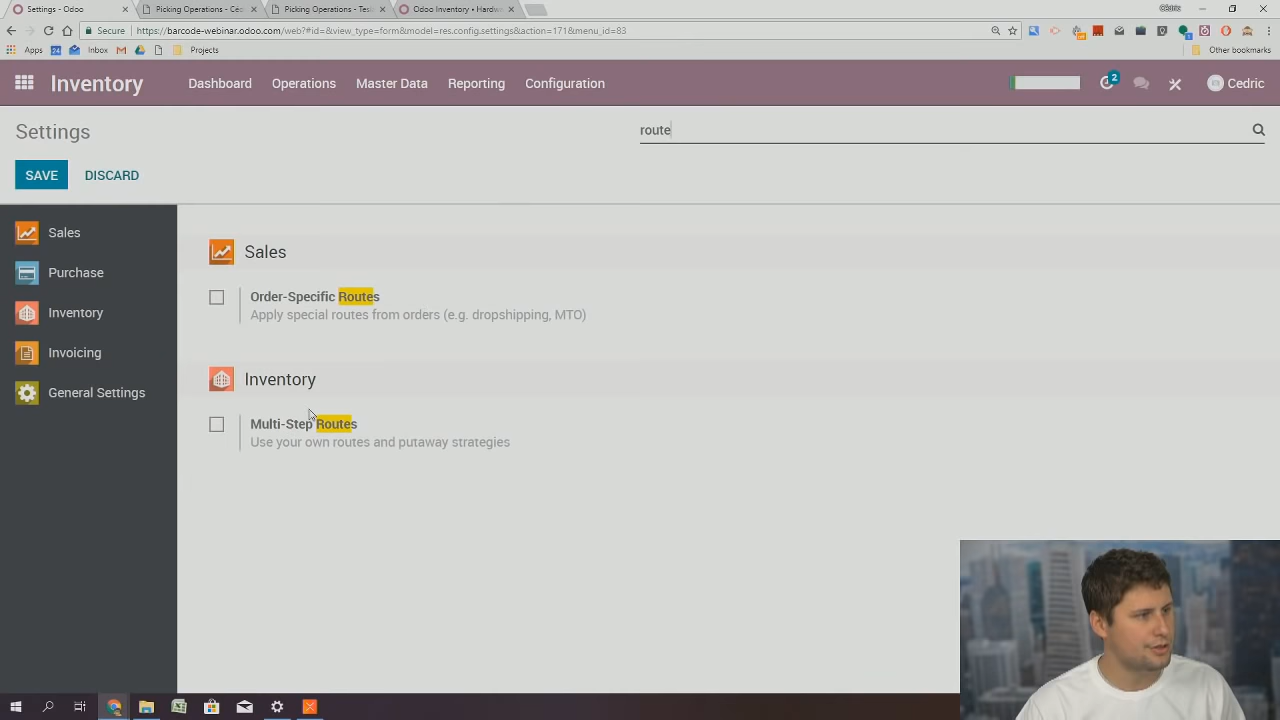 Settings - Odoo
Picking Operations - Céd
Picking Operations - Tesi
Odoo Inventory • Hardw
Secure
https://barcode-webinar.odoo.com/web?#id=&view_type=form&model=res.config.settings&action=171&menu_id=83
Apps
24
Inbox
Projects
Other bookmarks
Inventory
Dashboard
Operations
Master Data
Reporting
Configuration
2
Cedric
Settings
route
SAVE
DISCARD
Sales
Purchase
Inventory
Invoicing
General Settings
Sales
Order-Specific Routes
Apply special routes from orders (e.g. dropshipping, MTO)
Inventory
Multi-Step Routes
Use your own routes and putaway strategies